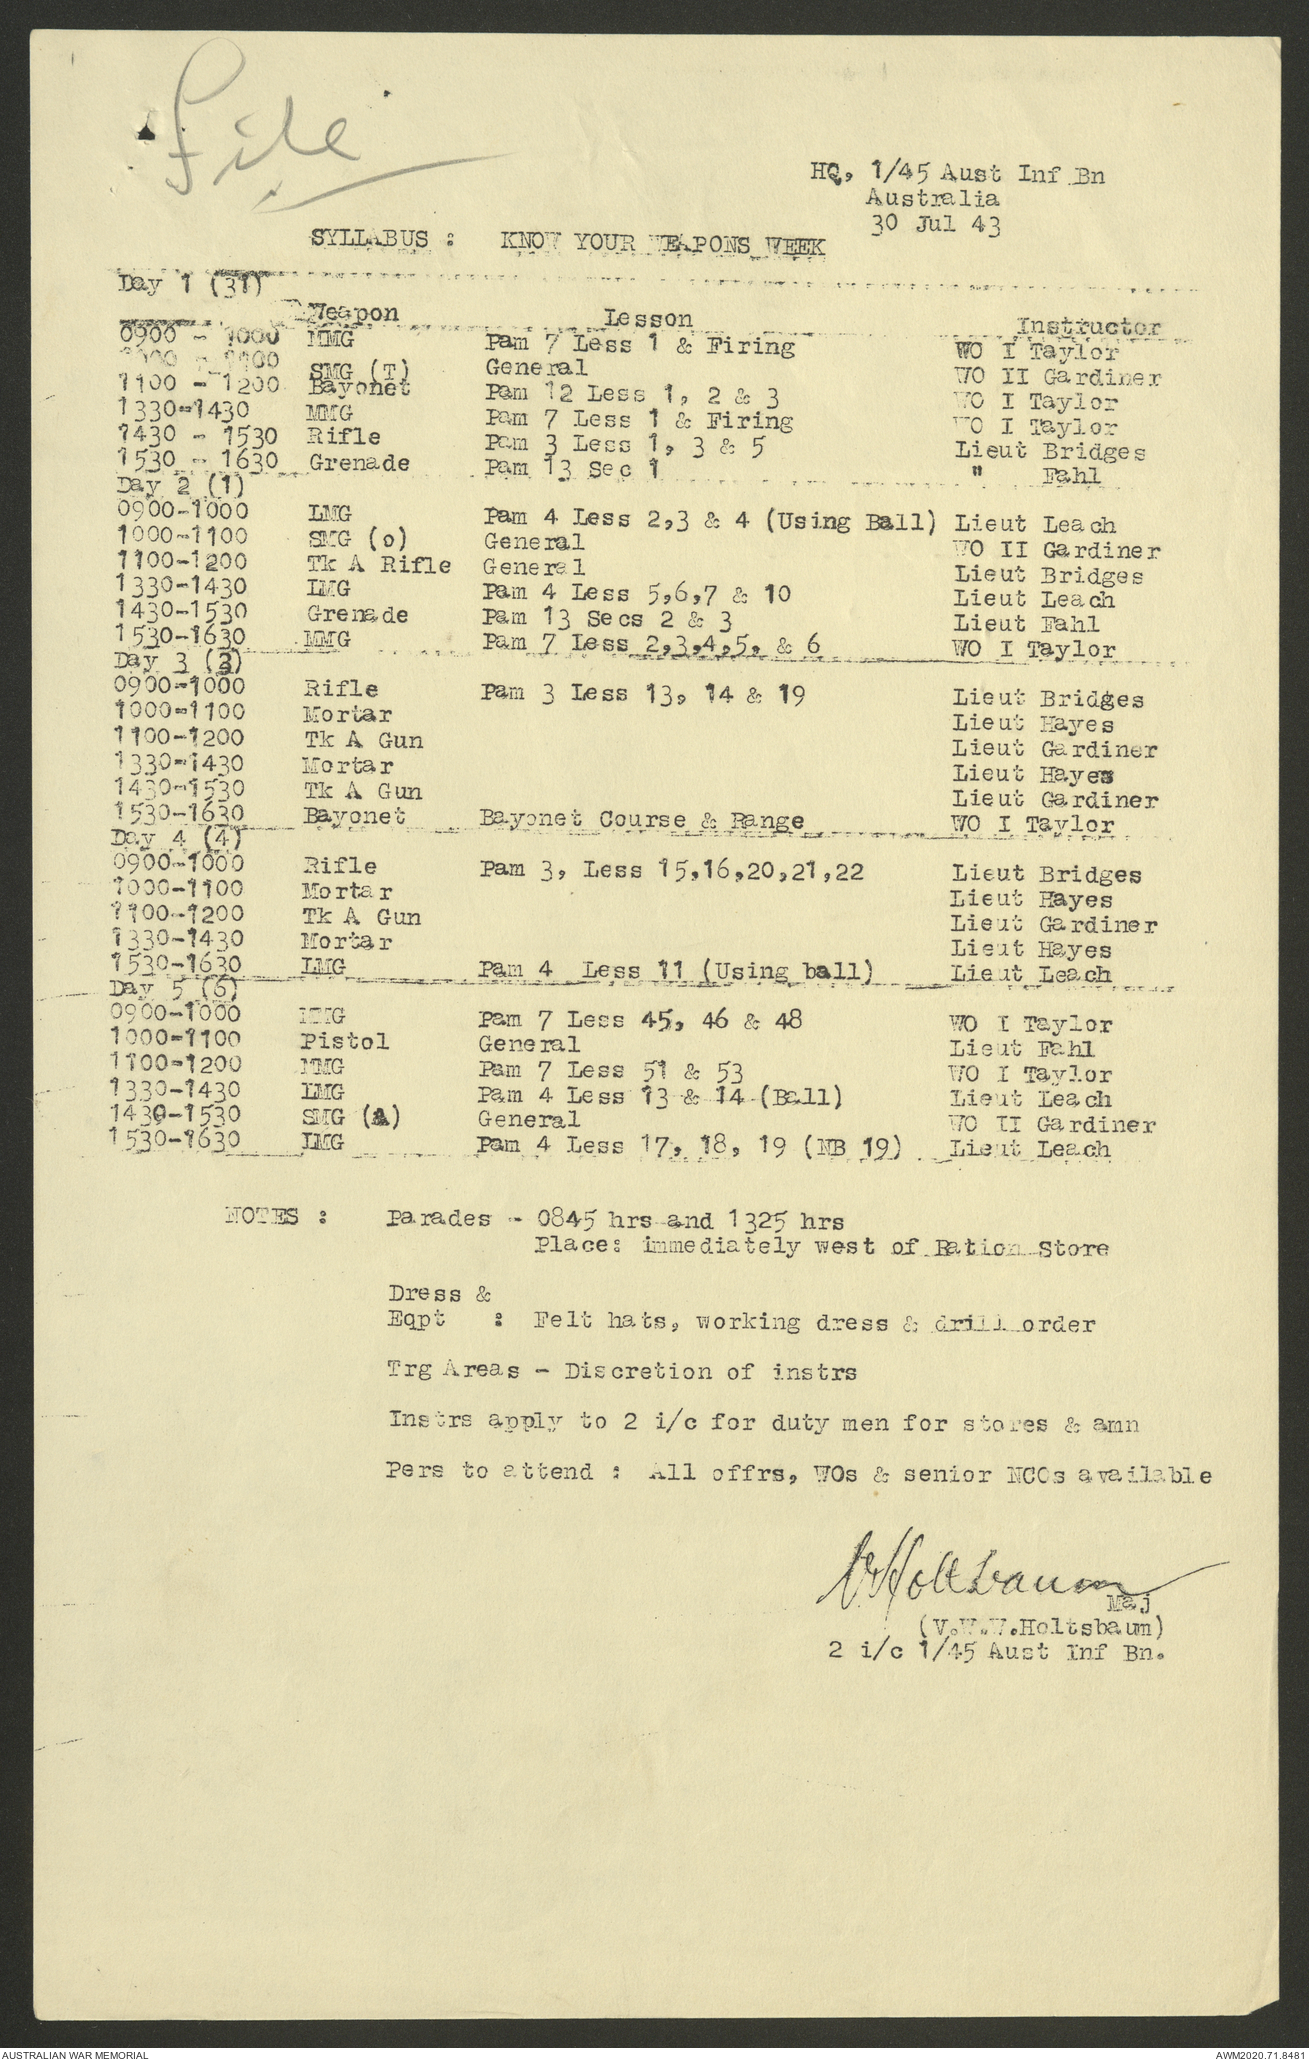 File
HQ, 1/45 Aust Inf Bn
Australia
30 Jul 43
SYLLABUS : KNOW YOUR WEAPONS WEEK
Day 1 (31)
Weapon Lesson Instructor
0900 - 1000 MMG Pam 7 Less 1 & Firing WO I Taylor
1000 - 1100 SMG (T) General WO II Gardiner
1100 - 1200 Bayonet Pam 12 Less 1, 2 & 3 WO I Taylor
1330-1430 MMG Pam 7 Less 1 & Firing WO I Taylor
1430 - 1530 Rifle Pam 3 Less 1, 3 & 5 Lieut Bridges
1530 - 1630 Grenade Pam 13 Sec 1 " Fahl
Day 2 (1)
0900-1000 LMG Pam 4 Less 2,3 & 4 (Using Ball) Lieut Leach
1000-1100 SMG (o) General WO II Gardiner
1100-1200 Tk A Rifle General Lieut Bridges
1330-1430 LMG Pam 4 Less 5,6,7 & 10 Lieut Leach
1430-1530 Grenade Pam 13 Secs 2 & 3 Lieut Fahl
1530-1630 MMG Pam 7 Less 2,3,4,5, & 6 WO I Taylor
Day 3 (3)
0900-1000 Rifle Pam 3 Less 13, 14 & 19 Lieut Bridges
1000-1100 Mortar Lieut Hayes
1100-1200 Tk A Gun Lieut Gardiner
1330-1430 Mortar Lieut Hayes
1430-1530 Tk A Gun Lieut Gardiner
1530-1630 Bayonet Bayonet Course & Range WO I Taylor
Day 4 (4)
0900-1000 Rifle Pam 3, Less 15,16,20,21,22 Lieut Bridges
1000-1100 Mortar Lieut Hayes
1100-1200 Tk A Gun Lieut Gardiner
1330-1430 Mortar Lieut Hayes
1530-1630 LMG Pam 4 Less 11 (Using ball) Lieut Leach
Day 5 (6)
0900-1000 MMG Pam 7 Less 45, 46 & 48 WO I Taylor
1000-1100 Pistol General Lieut Fahl
1100-1200 MMG Pam 7 Less 51 & 53 WO I Taylor
1330-1430 LMG Pam 4 Less 13 & 14 (Ball) Lieut Leach
1430-1530 SMG (A) General WO II Gardiner
1530-1630 LMG Pam 4 Less 17, 18, 19 (NB 19) Lieut Leach
NOTES : Parades - 0845 hrs and 1325 hrs
Place: immediately west of Ration Store
Dress &
Eqpt : Felt hats, working dress & drill order
Trg Areas - Discretion of instrs
Instrs apply to 2 i/c for duty men for stores & amn
Pers to attend : All offrs, WOs & senior NCOs available
V Holtsbaum
Maj
(V.W.W.Holtsbaum)
2 i/c 1/45 Aust Inf Bn.
AUSTRALIAN WAR MEMORIAL
AWM2020.71.8481